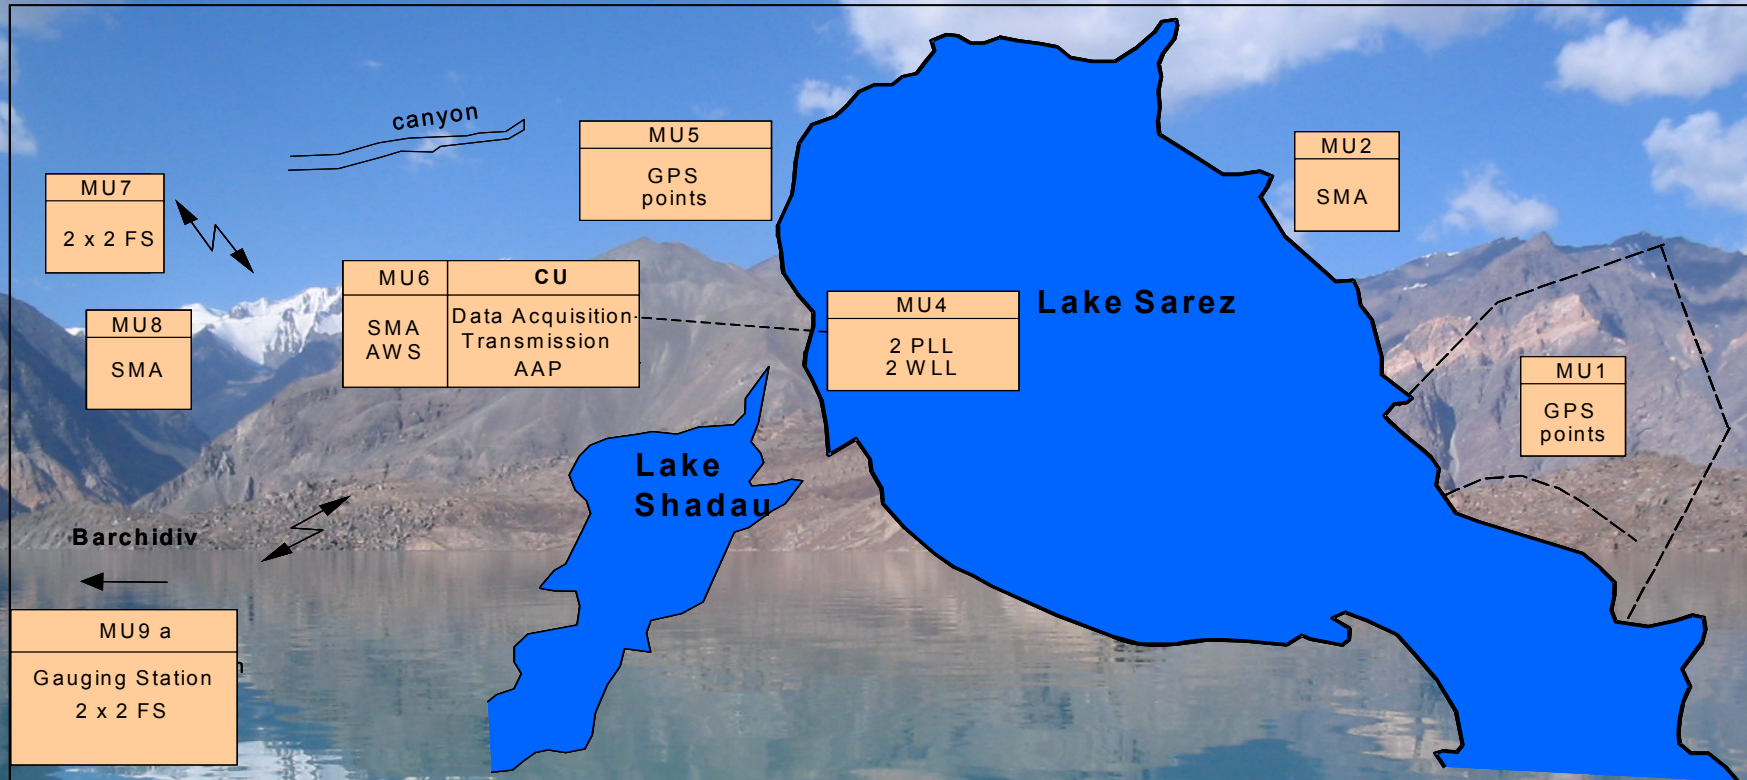 canyon
MU5
GPS
points
MU2
SMA
MU7
2 x 2 FS
MU6
SMA
AWS
CU
Data Acquisition
Transmission
AAP
MU8
SMA
MU4
2 PLL
2 WLL
Lake Sarez
MU1
GPS
points
Lake
Shadau
Barchidiv
MU9 a
Gauging Station
2 x 2 FS